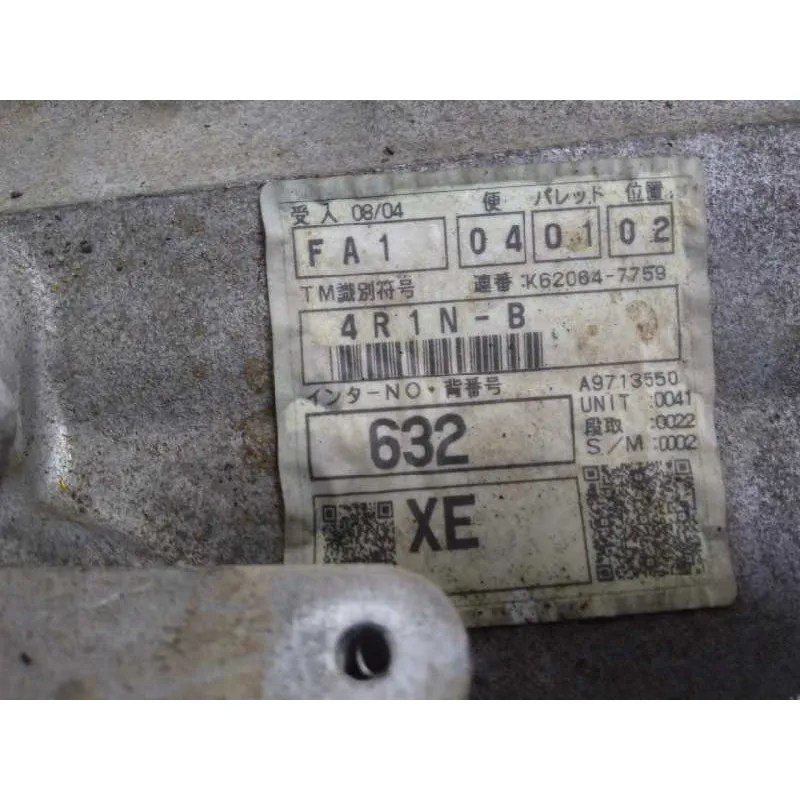 受入 08/04 便 パレット 位置
FA1 04 01 02
TM識別符号 連番:K62064-7759
4R1N-B
インターNO・背番号 A9713550
632 UNIT :0041
段取 :0022
S/M:0002
XE